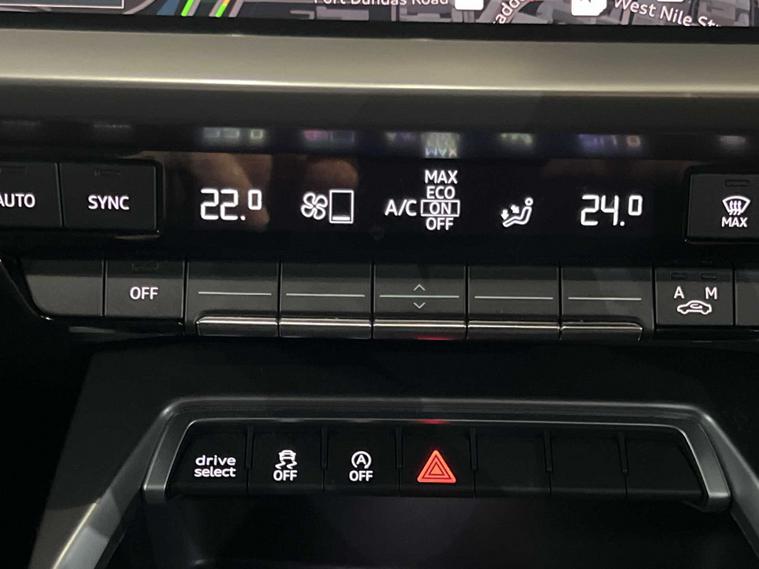 Port Dundas Road
West Nile St
AUTO
SYNC
22.0
A/C
MAX
ECO
ON
OFF
24.0
MAX
OFF
A M
drive
select
OFF
A
OFF